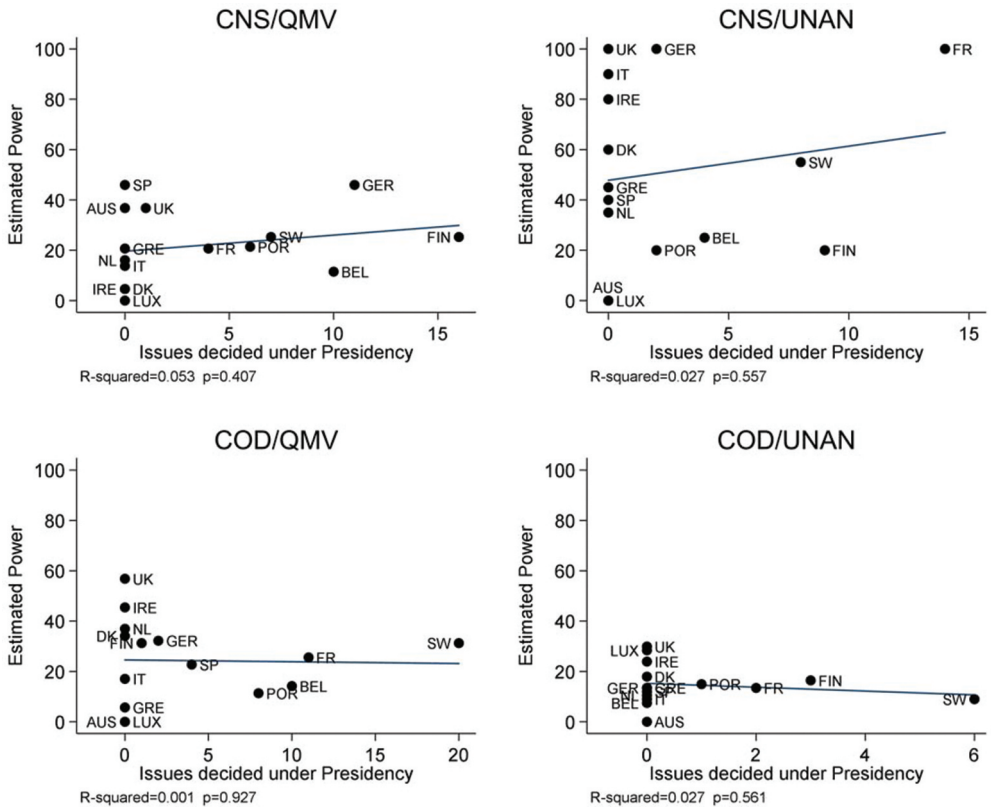 CNS/QMV
100
80
60
40
20
0
Estimated Power
SP
GER
AUS
UK
GRE
FR
POR
SW
FIN
NL
IT
BEL
IRE
DK
LUX
0 5 10 15
Issues decided under Presidency
R-squared=0.053 p=0.407
CNS/UNAN
100
80
60
40
20
0
Estimated Power
UK
GER
FR
IT
IRE
DK
SW
GRE
SP
NL
POR
BEL
FIN
AUS
LUX
0 5 10 15
Issues decided under Presidency
R-squared=0.027 p=0.557
COD/QMV
100
80
60
40
20
0
Estimated Power
UK
IRE
NL
DK
FIN
GER
SW
SP
FR
IT
POR
BEL
GRE
AUS
LUX
0 5 10 15 20
Issues decided under Presidency
R-squared=0.001 p=0.927
COD/UNAN
100
80
60
40
20
0
Estimated Power
LUX
UK
IRE
DK
GER
GRE
SP
NL
IT
BEL
POR
FR
FIN
SW
AUS
0 2 4 6
Issues decided under Presidency
R-squared=0.027 p=0.561